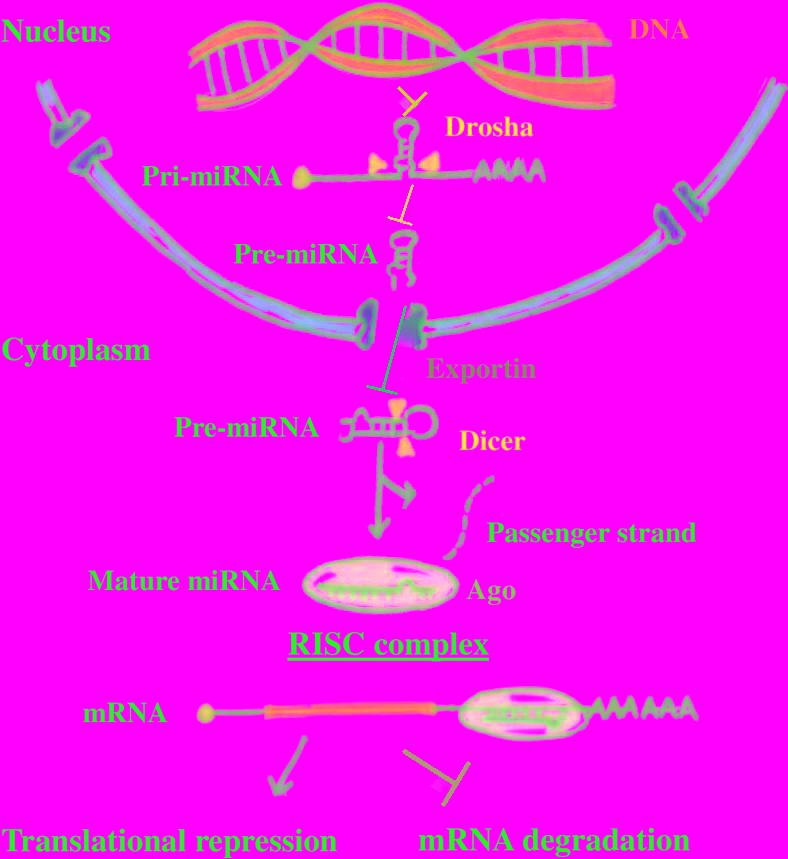 Nucleus
DNA
Drosha
Pri-miRNA
Pre-miRNA
Cytoplasm
Exportin
Pre-miRNA
Dicer
Passenger strand
Mature miRNA
Ago
RISC complex
mRNA
Translational repression
mRNA degradation